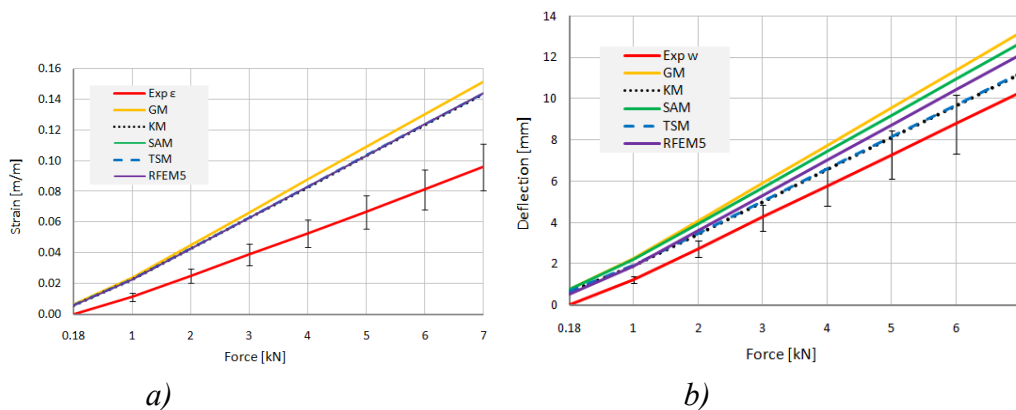 0.16
0.14
0.12
0.10
0.08
0.06
0.04
0.02
0.00
Strain [m/m]
Exp ε
GM
KM
SAM
TSM
RFEM5
0.18 1 2 3 4 5 6 7
Force [kN]
a)
14
12
10
8
6
4
2
0
Deflection [mm]
Exp w
GM
KM
SAM
TSM
RFEM5
0.18 1 2 3 4 5 6
Force [kN]
b)